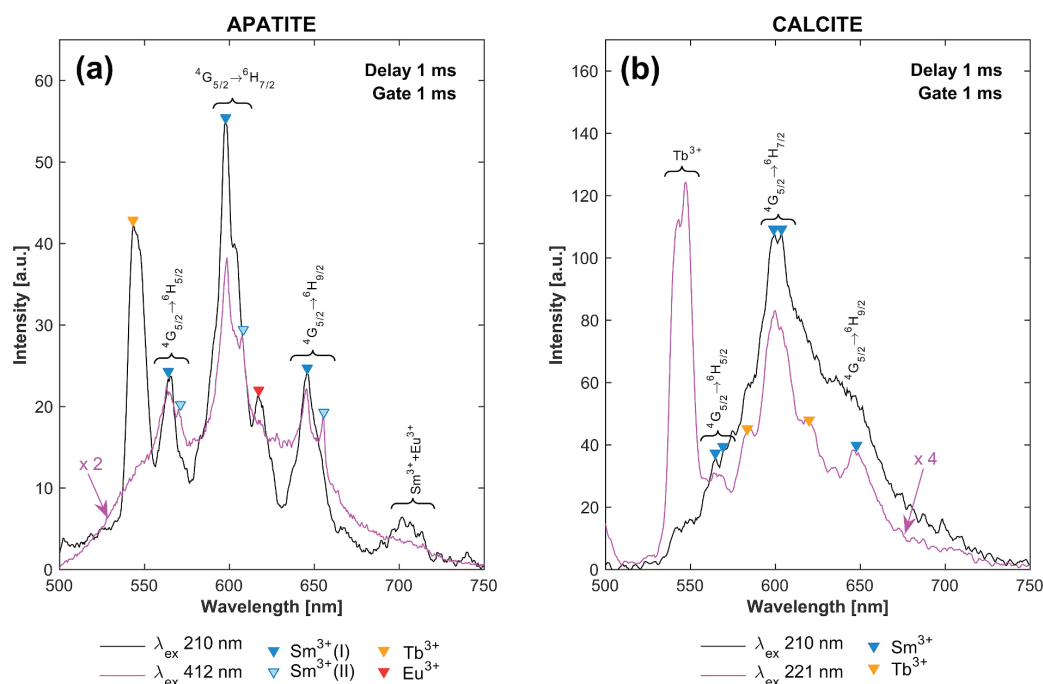 APATITE
(a)
Delay 1 ms
Gate 1 ms
⁴G₅/₂→⁶H₇/₂
⁴G₅/₂→⁶H₅/₂
⁴G₅/₂→⁶H₉/₂
Sm³⁺+Eu³⁺
x 2
Intensity [a.u.]
60
50
40
30
20
10
0
500 550 600 650 700 750
Wavelength [nm]
λex 210 nm
λex 412 nm
Sm³⁺(I)
Sm³⁺(II)
Tb³⁺
Eu³⁺
CALCITE
(b)
Delay 1 ms
Gate 1 ms
Tb³⁺
⁴G₅/₂→⁶H₇/₂
⁴G₅/₂→⁶H₅/₂
⁴G₅/₂→⁶H₉/₂
x 4
Intensity [a.u.]
160
140
120
100
80
60
40
20
0
500 550 600 650 700 750
Wavelength [nm]
λex 210 nm
λex 221 nm
Sm³⁺
Tb³⁺